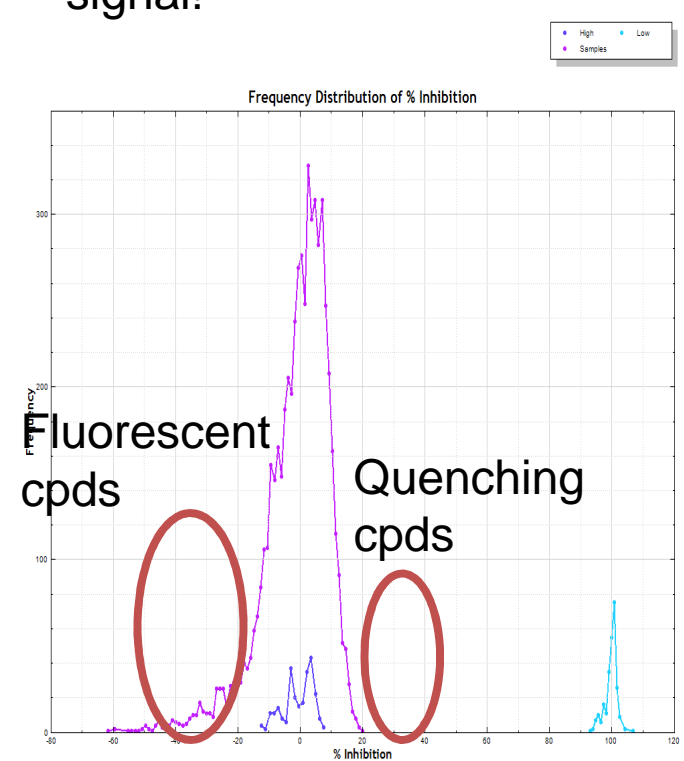 signal!
High Low
Samples
Frequency Distribution of % Inhibition
300
200
100
0
Frequency
Fluorescent
cpds
Quenching
cpds
-80 -60 -40 -20 0 20 40 60 80 100 120
% Inhibition